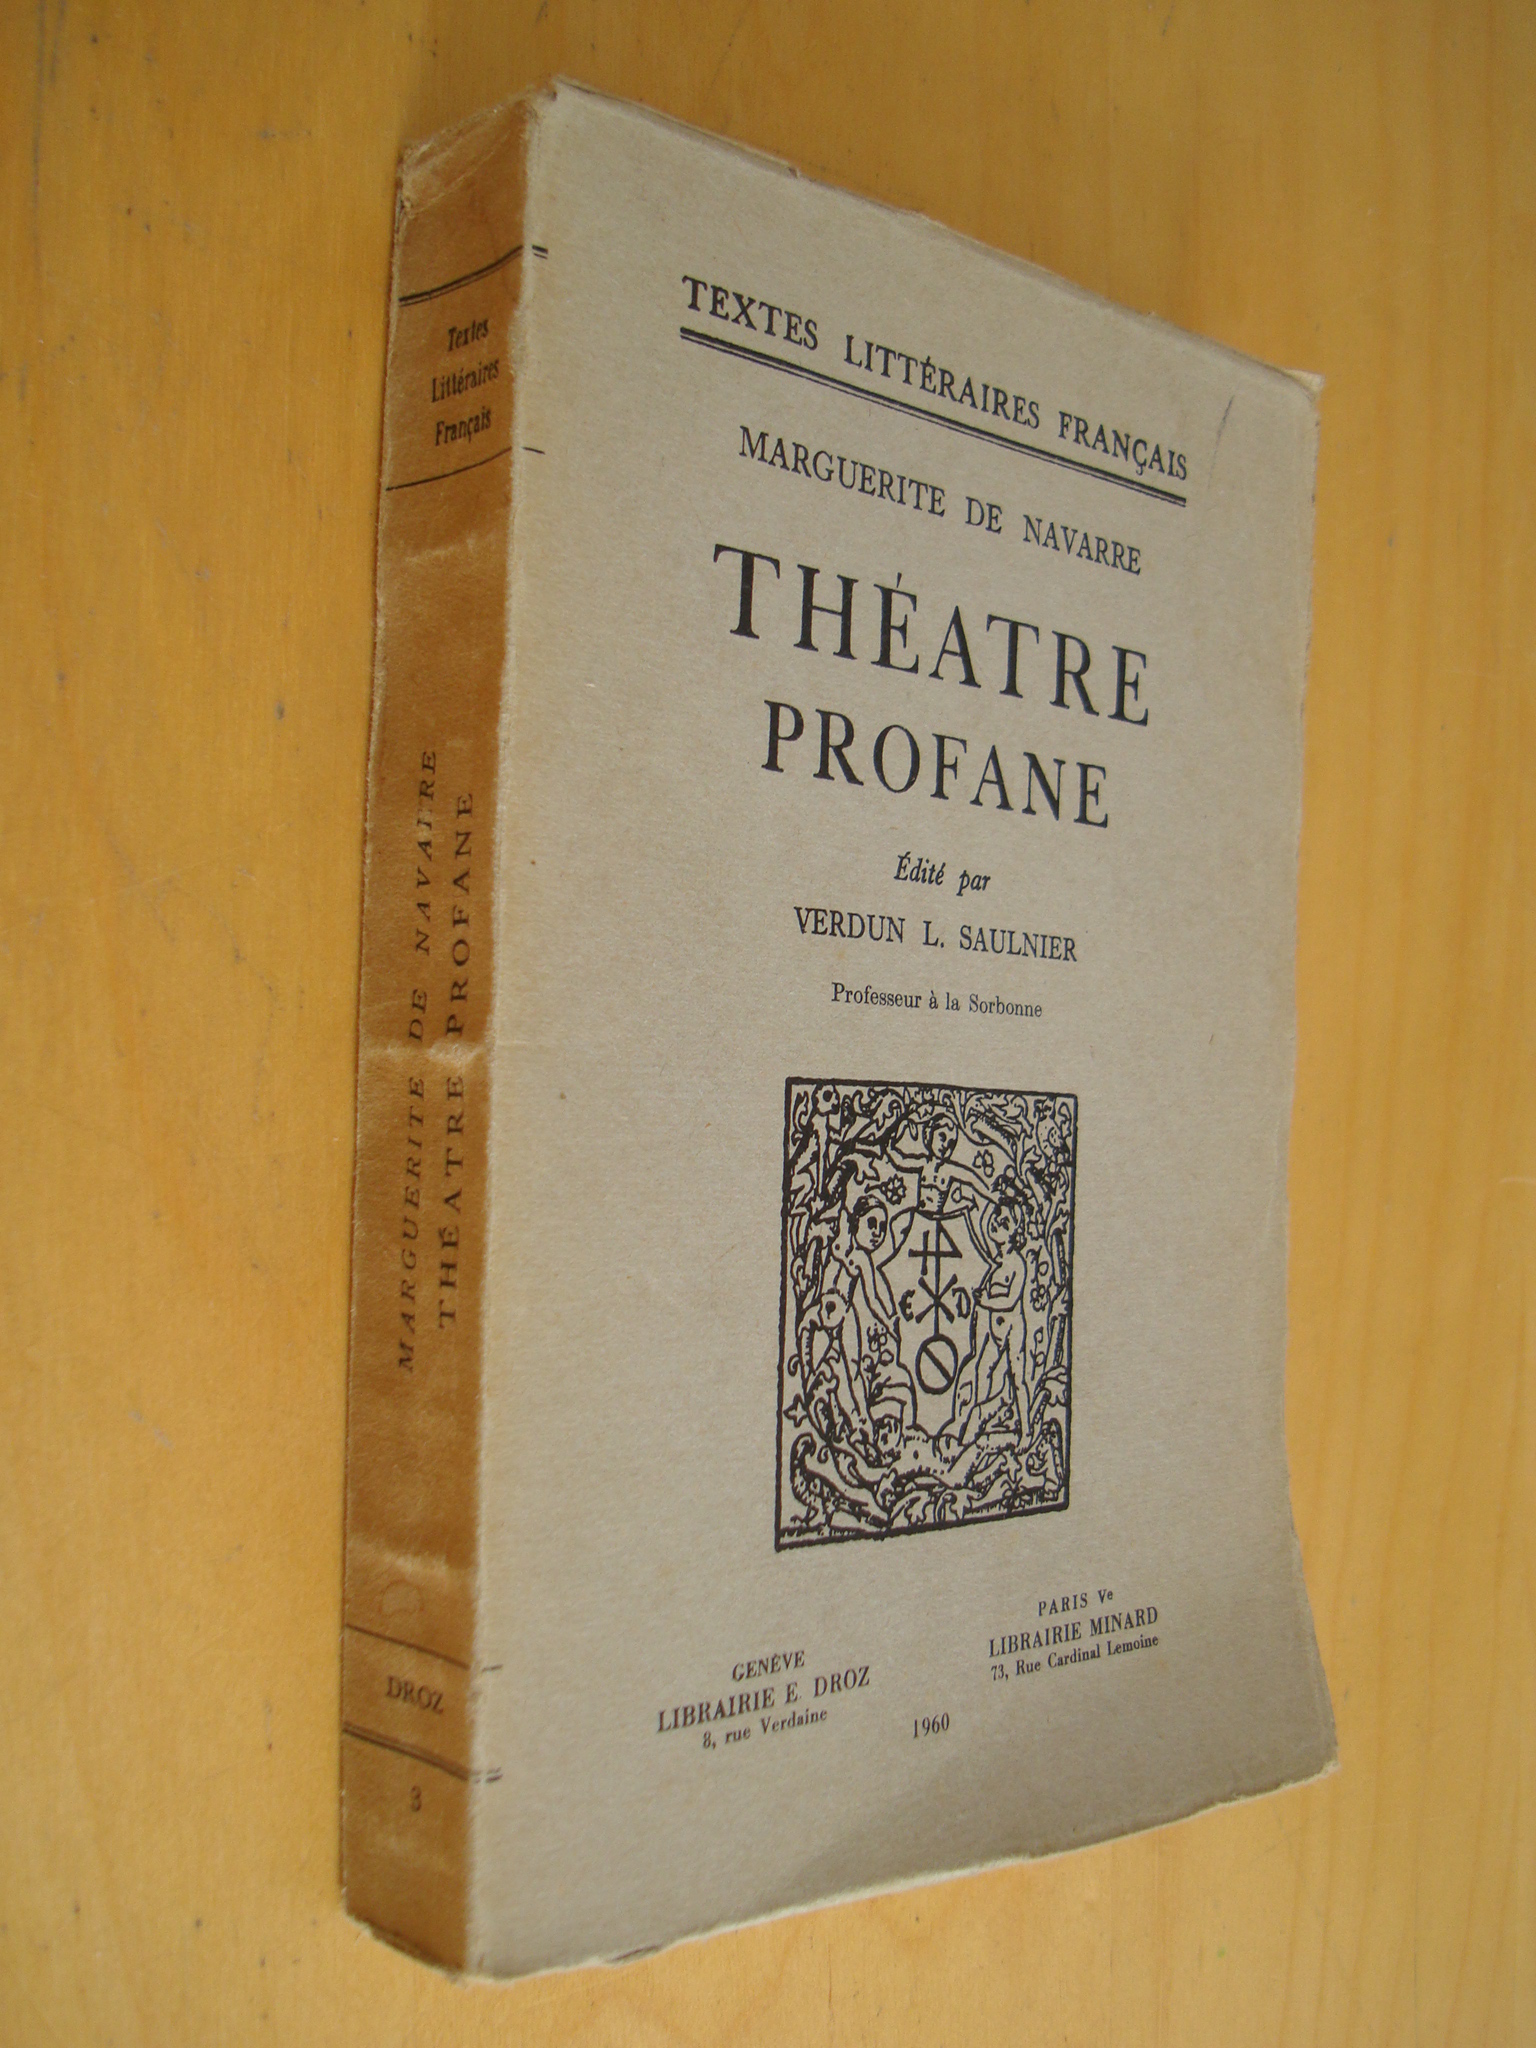 TEXTES LITTÉRAIRES FRANÇAIS
MARGUERITE DE NAVARRE
THÉATRE
PROFANE
Édité par
VERDUN L. SAULNIER
Professeur à la Sorbonne
E D
GENÈVE
LIBRAIRIE E. DROZ
8, rue Verdaine
PARIS Ve
LIBRAIRIE MINARD
73, Rue Cardinal Lemoine
1960
Textes
Littéraires
Français
MARGUERITE DE NAVARRE
THÉATRE PROFANE
DROZ
3